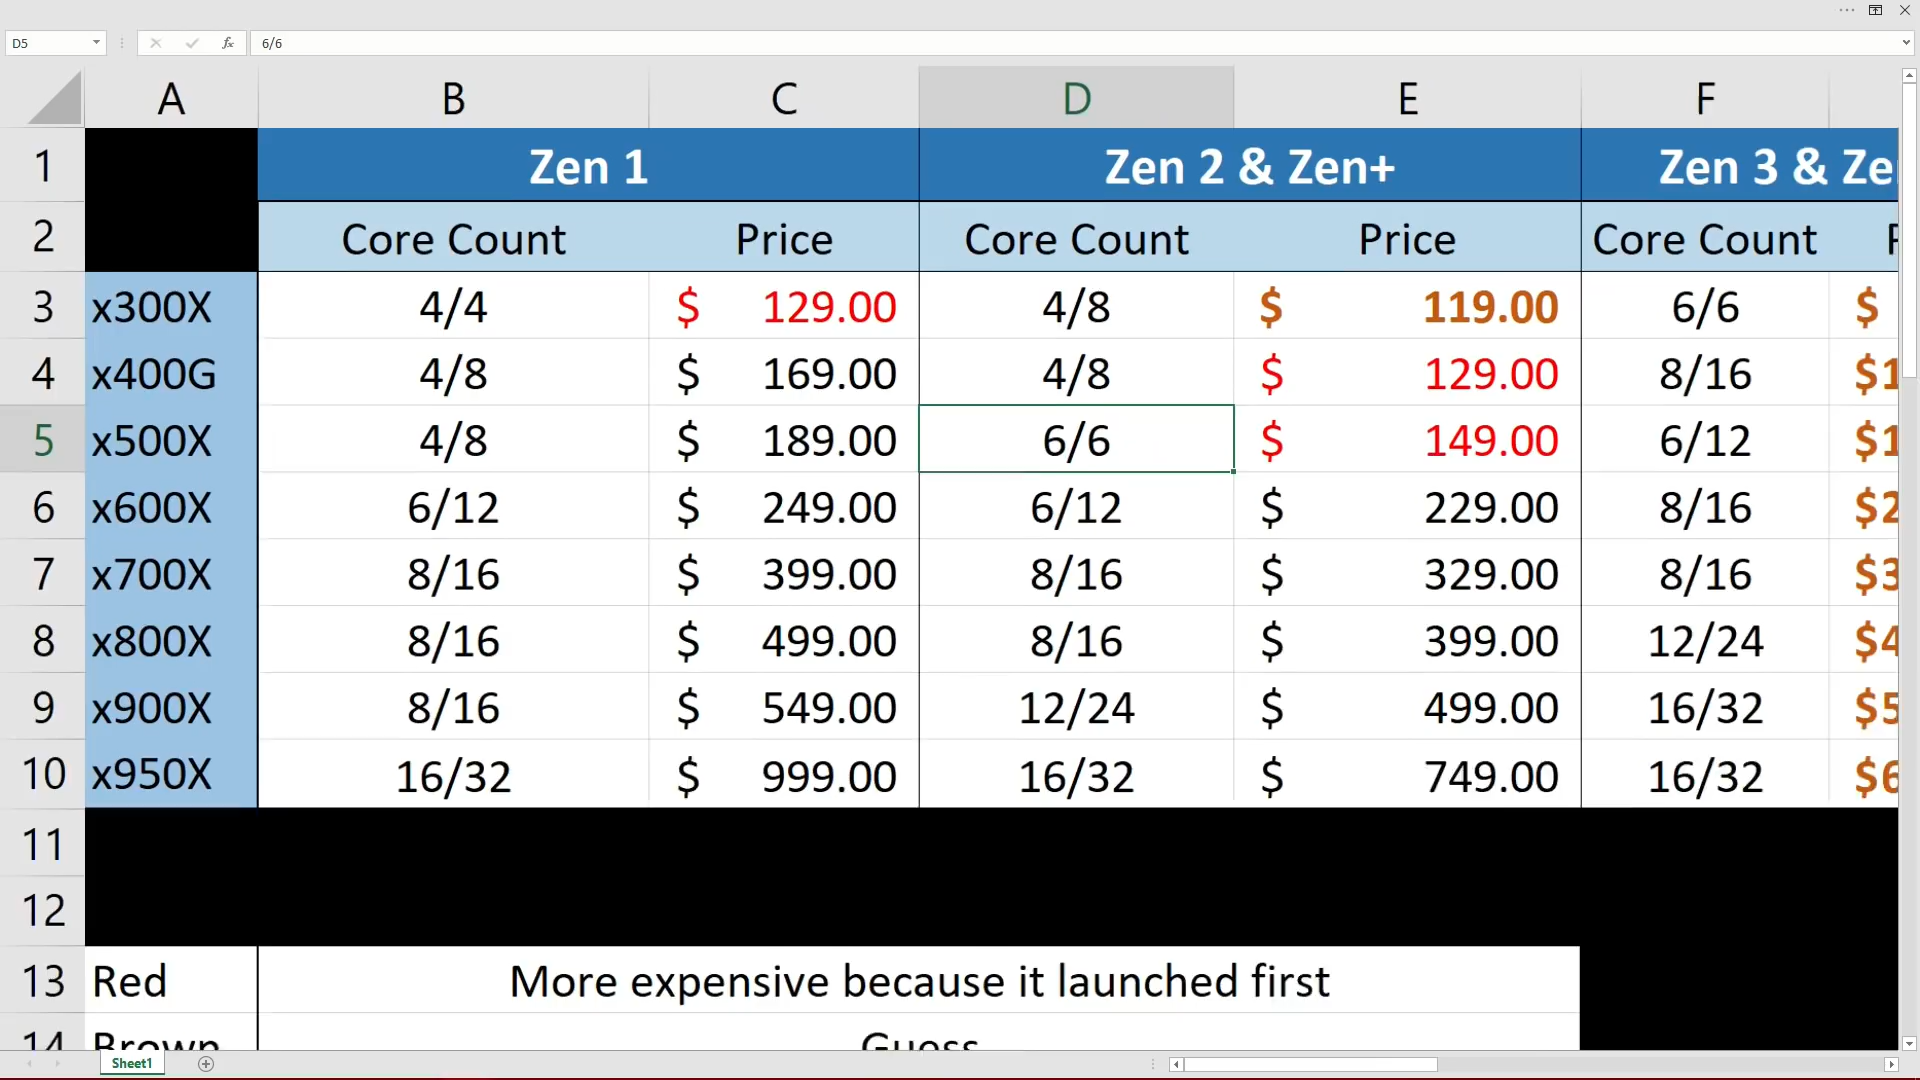 D5
6/6
A B C D E F
1 Zen 1 Zen 2 & Zen+ Zen 3 & Ze
2 Core Count Price Core Count Price Core Count
3 x300X 4/4 $ 129.00 4/8 $ 119.00 6/6 $
4 x400G 4/8 $ 169.00 4/8 $ 129.00 8/16 $1
5 x500X 4/8 $ 189.00 6/6 $ 149.00 6/12 $1
6 x600X 6/12 $ 249.00 6/12 $ 229.00 8/16 $2
7 x700X 8/16 $ 399.00 8/16 $ 329.00 8/16 $3
8 x800X 8/16 $ 499.00 8/16 $ 399.00 12/24 $4
9 x900X 8/16 $ 549.00 12/24 $ 499.00 16/32 $5
10 x950X 16/32 $ 999.00 16/32 $ 749.00 16/32 $6
11
12
13 Red More expensive because it launched first
14 Brown Guess
Sheet1